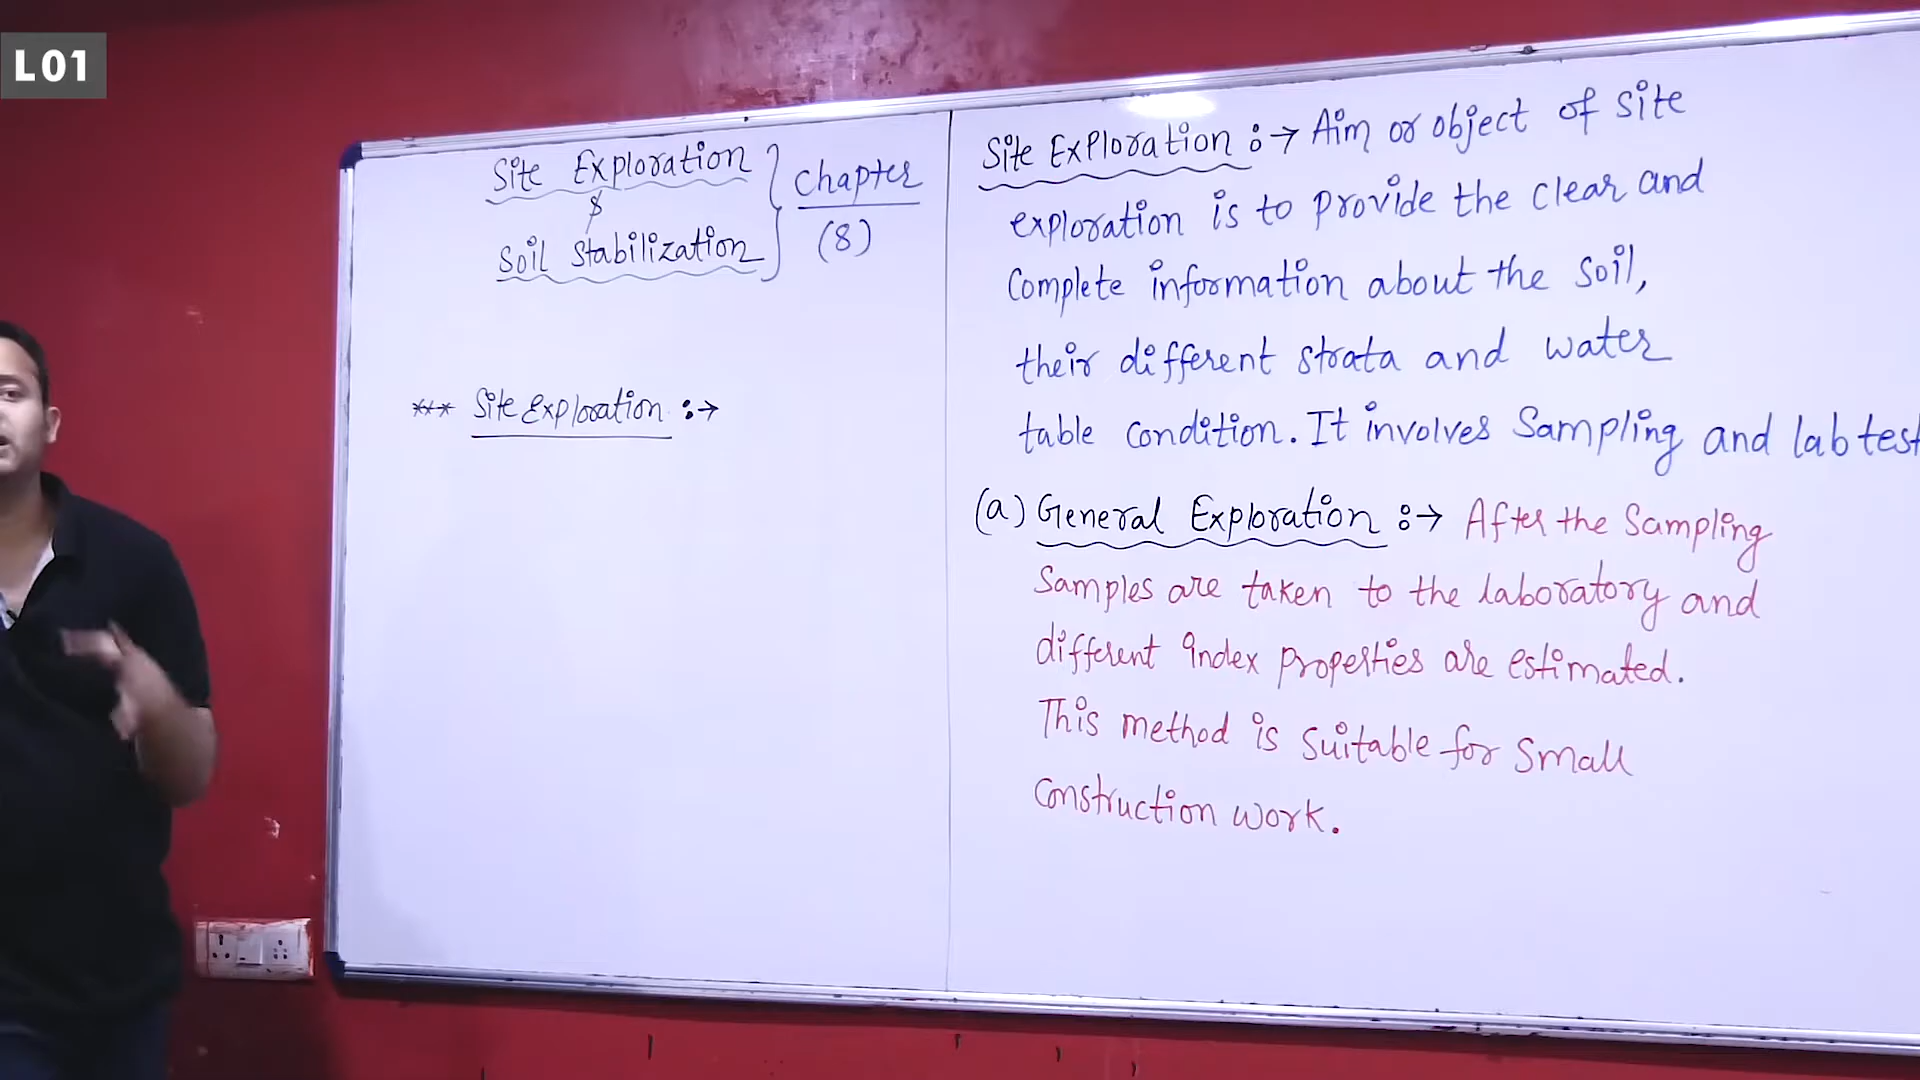 L01
Site Exploration
&
Soil Stabilization
Chapter
(8)
*** Site Exploration :→
Site Exploration :→ Aim or object of site
exploration is to provide the clear and
Complete information about the soil,
their different strata and water
table condition. It involves Sampling and lab test
(a) General Exploration :→ After the Sampling
Samples are taken to the laboratory and
different index properties are estimated.
This method is suitable for small
Construction work.